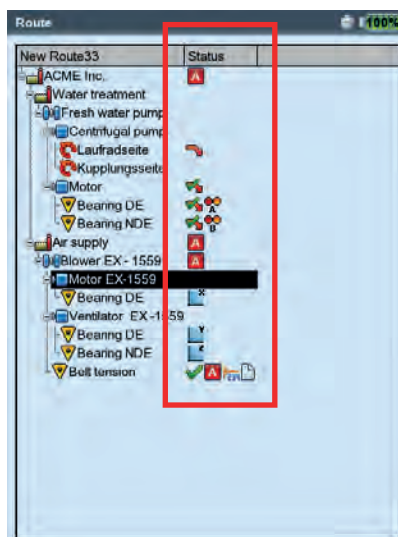 Route 100%
New Route33 Status
ACME Inc. A
Water treatment
Fresh water pump
Centrifugal pump
Laufradseite
Kupplungsseite
Motor
Bearing DE A
Bearing NDE B
Air supply A
Blower EX - 1559 A
Motor EX-1559
Bearing DE X
Ventilator EX-1559
Bearing DE Y
Bearing NDE
Belt tension A